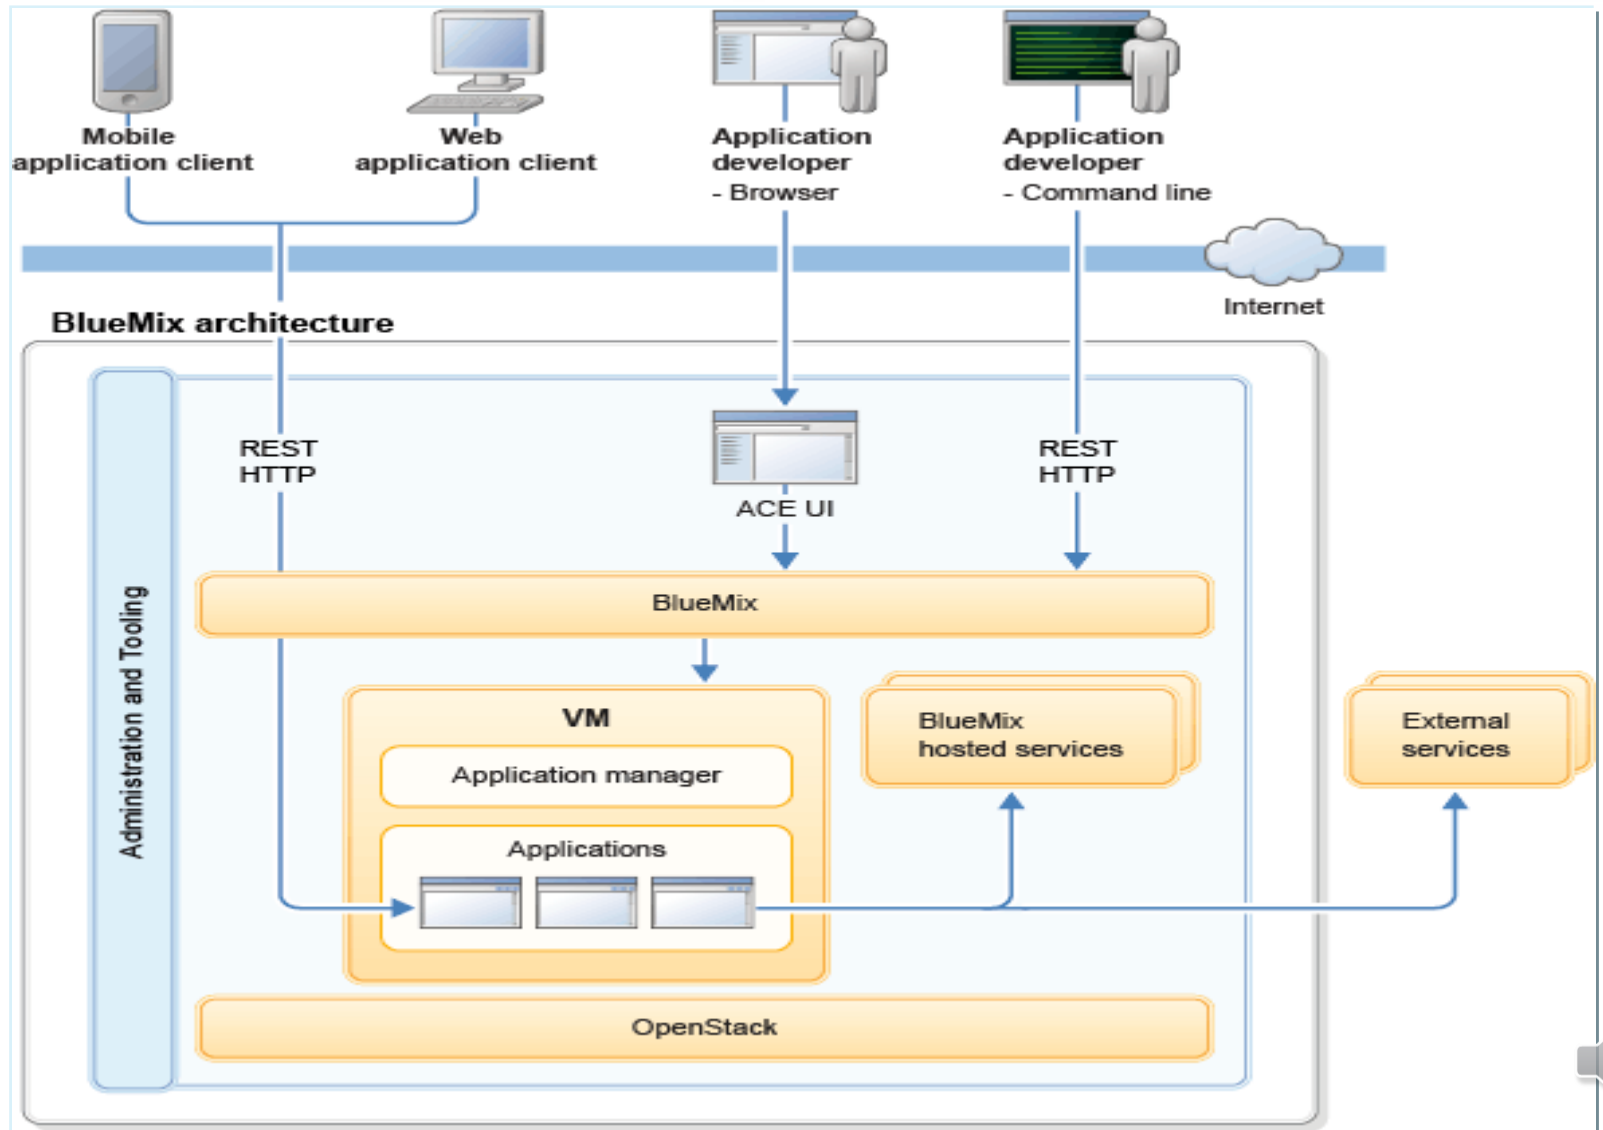 Mobile
application client
Web
application client
Application
developer
- Browser
Application
developer
- Command line
Internet
BlueMix architecture
Administration and Tooling
REST
HTTP
ACE UI
REST
HTTP
BlueMix
VM
Application manager
Applications
BlueMix
hosted services
External
services
OpenStack